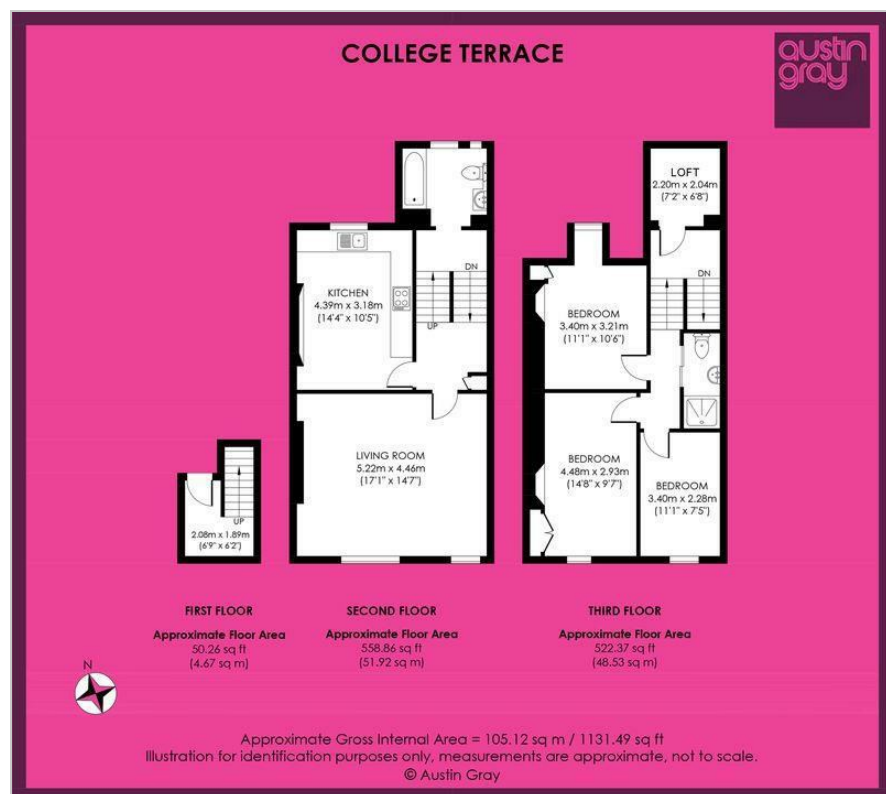 COLLEGE TERRACE
austin
gray
LOFT
2.20m x 2.04m
(7'2" x 6'8")
DN
KITCHEN
4.39m x 3.18m
(14'4" x 10'5")
UP
DN
BEDROOM
3.40m x 3.21m
(11'1" x 10'6")
LIVING ROOM
5.22m x 4.46m
(17'1" x 14'7")
BEDROOM
4.48m x 2.93m
(14'8" x 9'7")
BEDROOM
3.40m x 2.28m
(11'1" x 7'5")
UP
2.08m x 1.89m
(6'9" x 6'2")
FIRST FLOOR
Approximate Floor Area
50.26 sq ft
(4.67 sq m)
SECOND FLOOR
Approximate Floor Area
558.86 sq ft
(51.92 sq m)
THIRD FLOOR
Approximate Floor Area
522.37 sq ft
(48.53 sq m)
N
Approximate Gross Internal Area = 105.12 sq m / 1131.49 sq ft
Illustration for identification purposes only, measurements are approximate, not to scale.
© Austin Gray